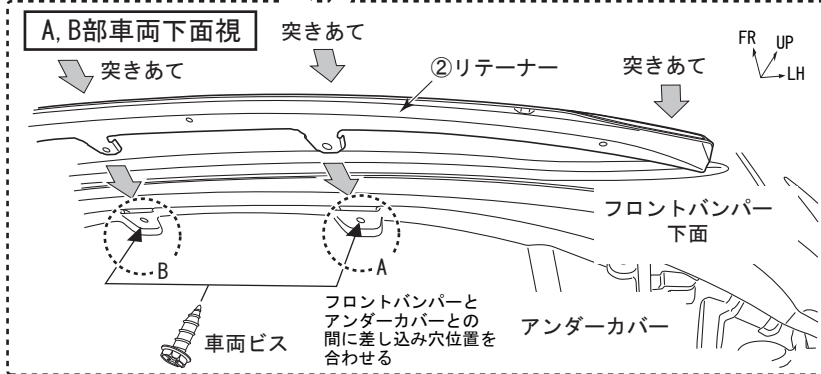 A, B部車両下面視
突きあて
突きあて
②リテーナー
突きあて
FR
UP
LH
フロントバンパー
下面
B
A
フロントバンパーと
アンダーカバーとの
間に差し込み穴位置を
合わせる
アンダーカバー
車両ビス